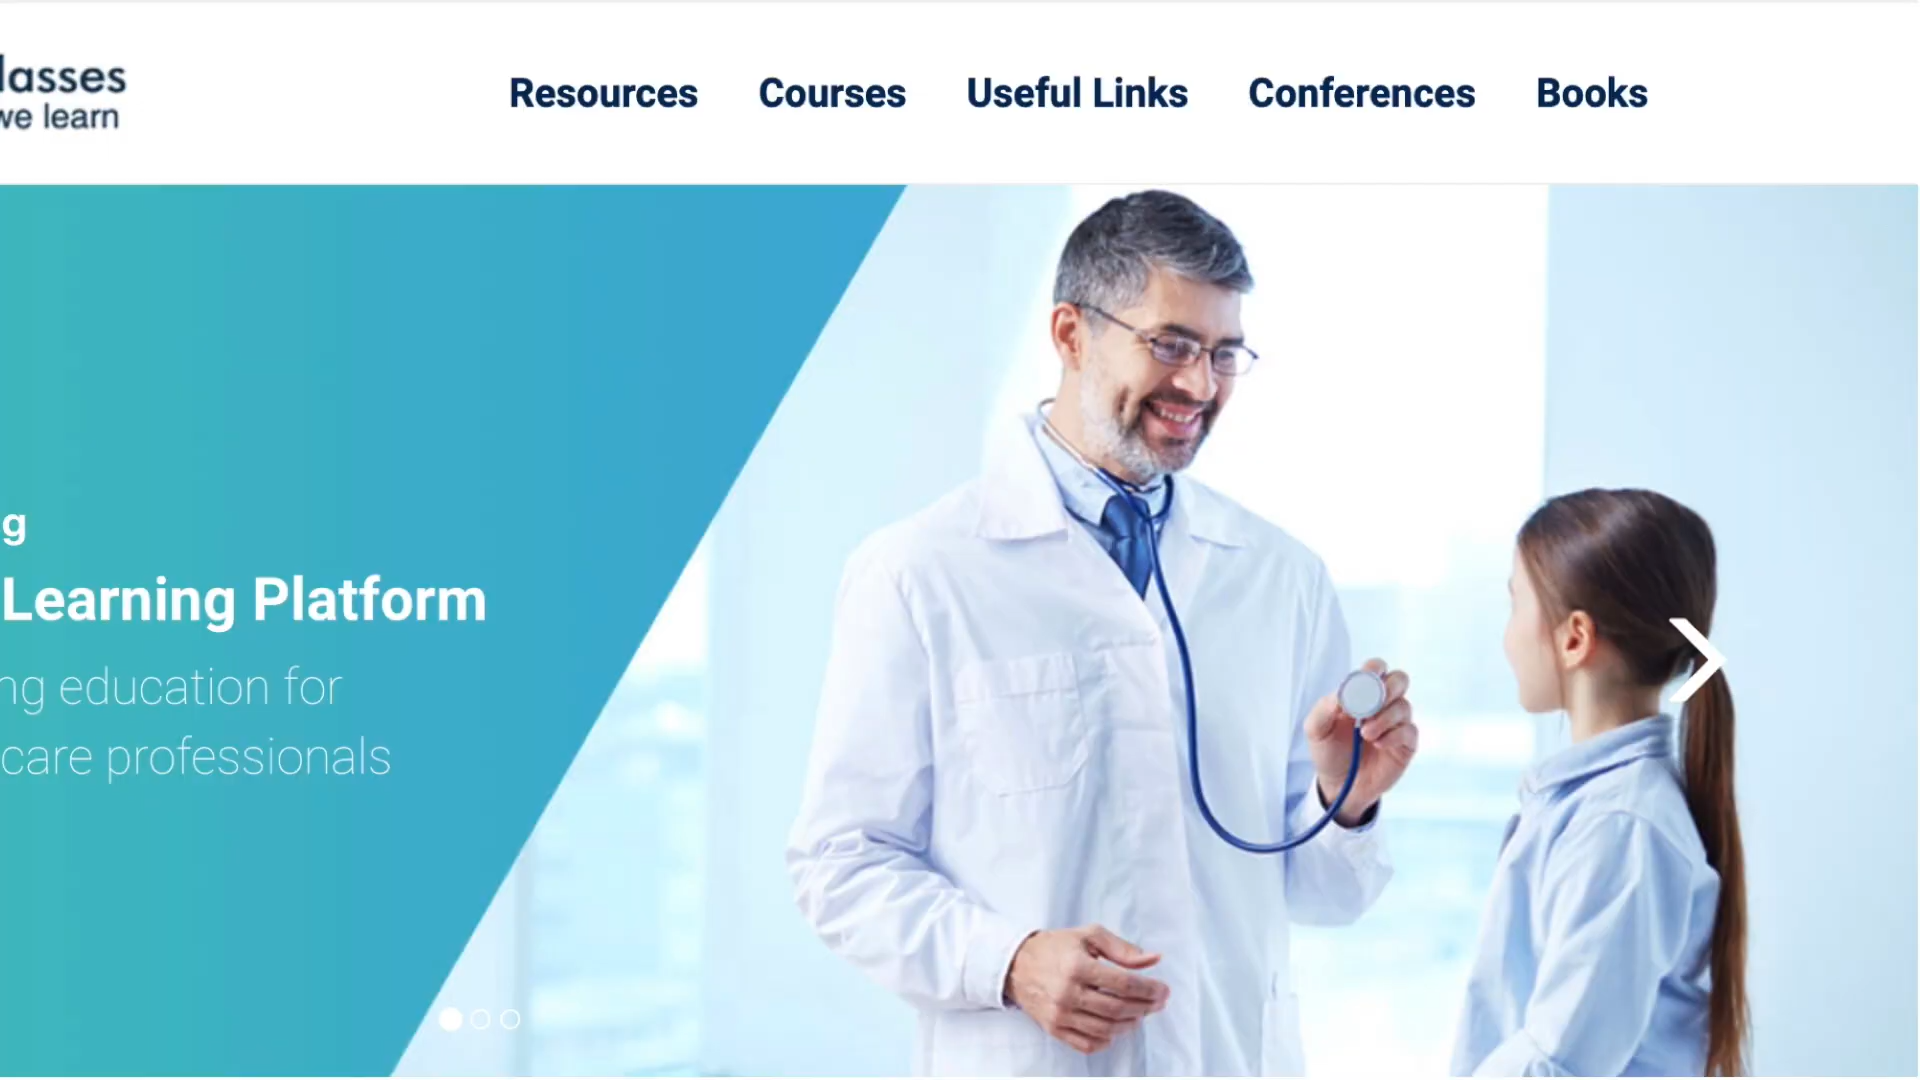 lasses
we learn
Resources Courses Useful Links Conferences Books
g
Learning Platform
ng education for
care professionals